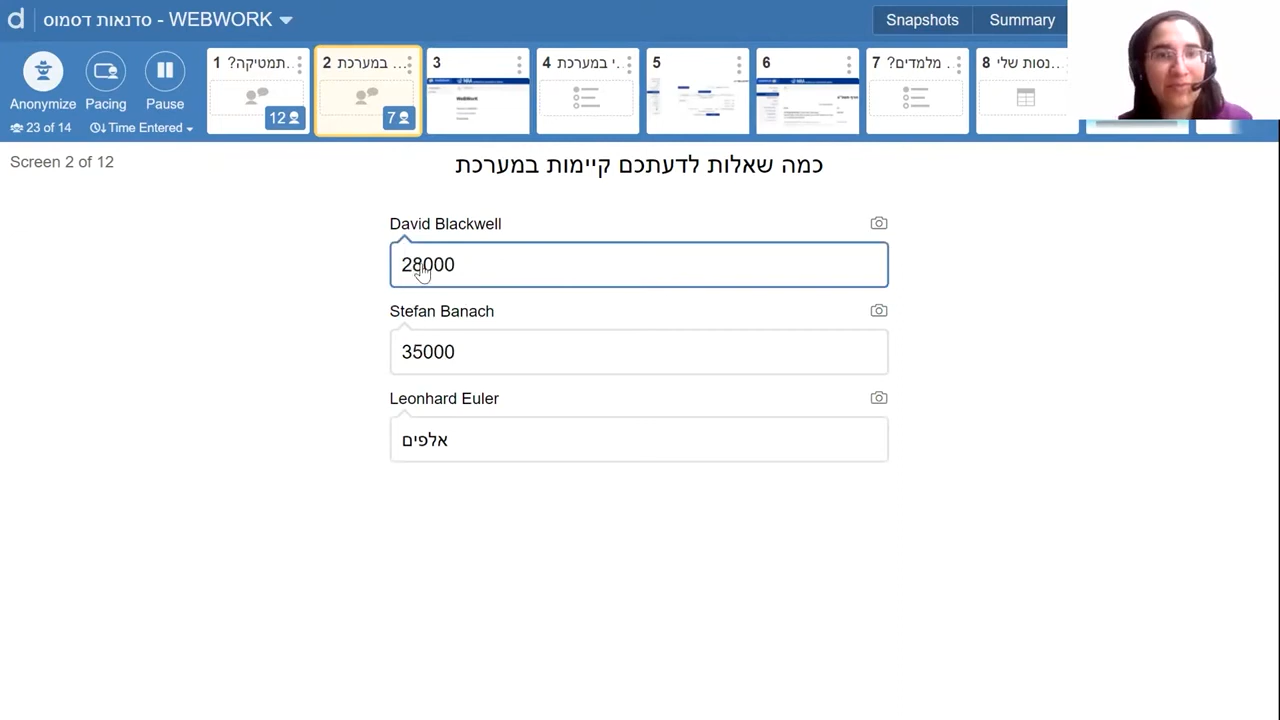 d סדנאות דסמוס - WEBWORK
Snapshots
Summary
Anonymize
Pacing
Pause
23 of 14
Time Entered
1 תמטיקה?..
12
2 במערכת ...
7
3
WebWork
4 י במערכת..
5
6
7 מלמדים? ..
8 נסות שלי...
Screen 2 of 12
כמה שאלות לדעתכם קיימות במערכת
David Blackwell
28000
Stefan Banach
35000
Leonhard Euler
אלפים